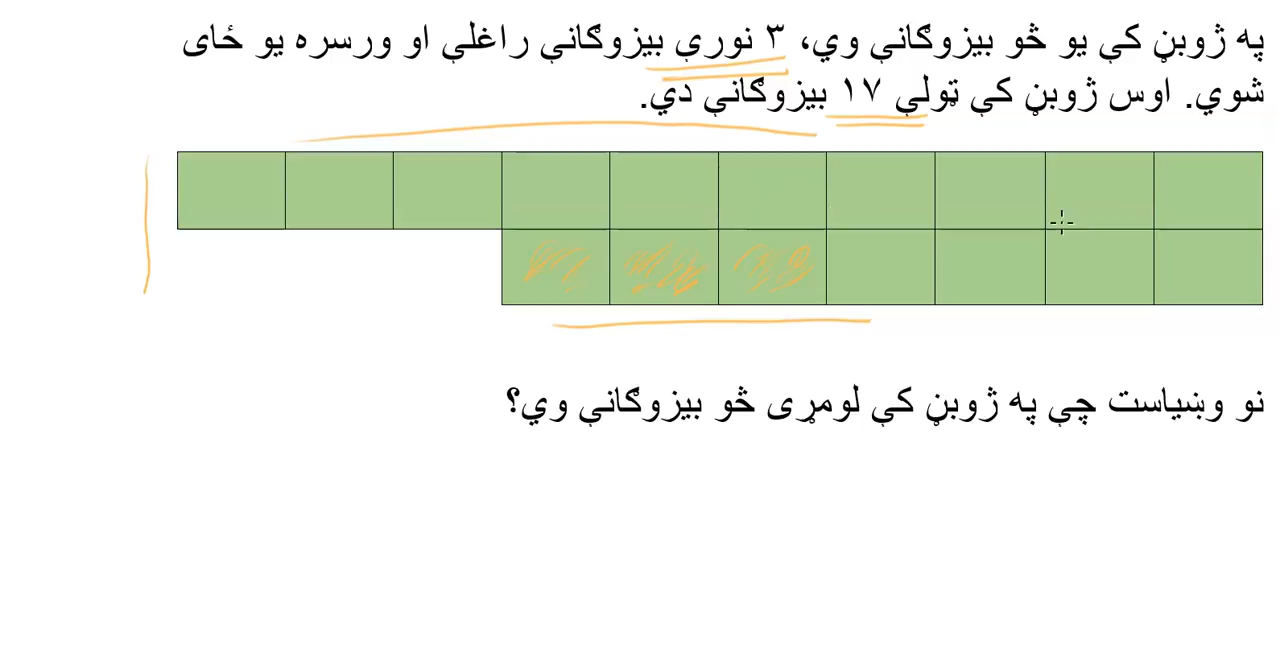 په ژوبڼ کې یو څو بیزوګانې وي، ۳ نورې بیزوګانې راغلې او ورسره یو ځای
شوي. اوس ژوبڼ کې ټولې ۱۷ بیزوګانې دي.
نو وښیاست چې په ژوبڼ کې لومړی څو بیزوګانې وي؟